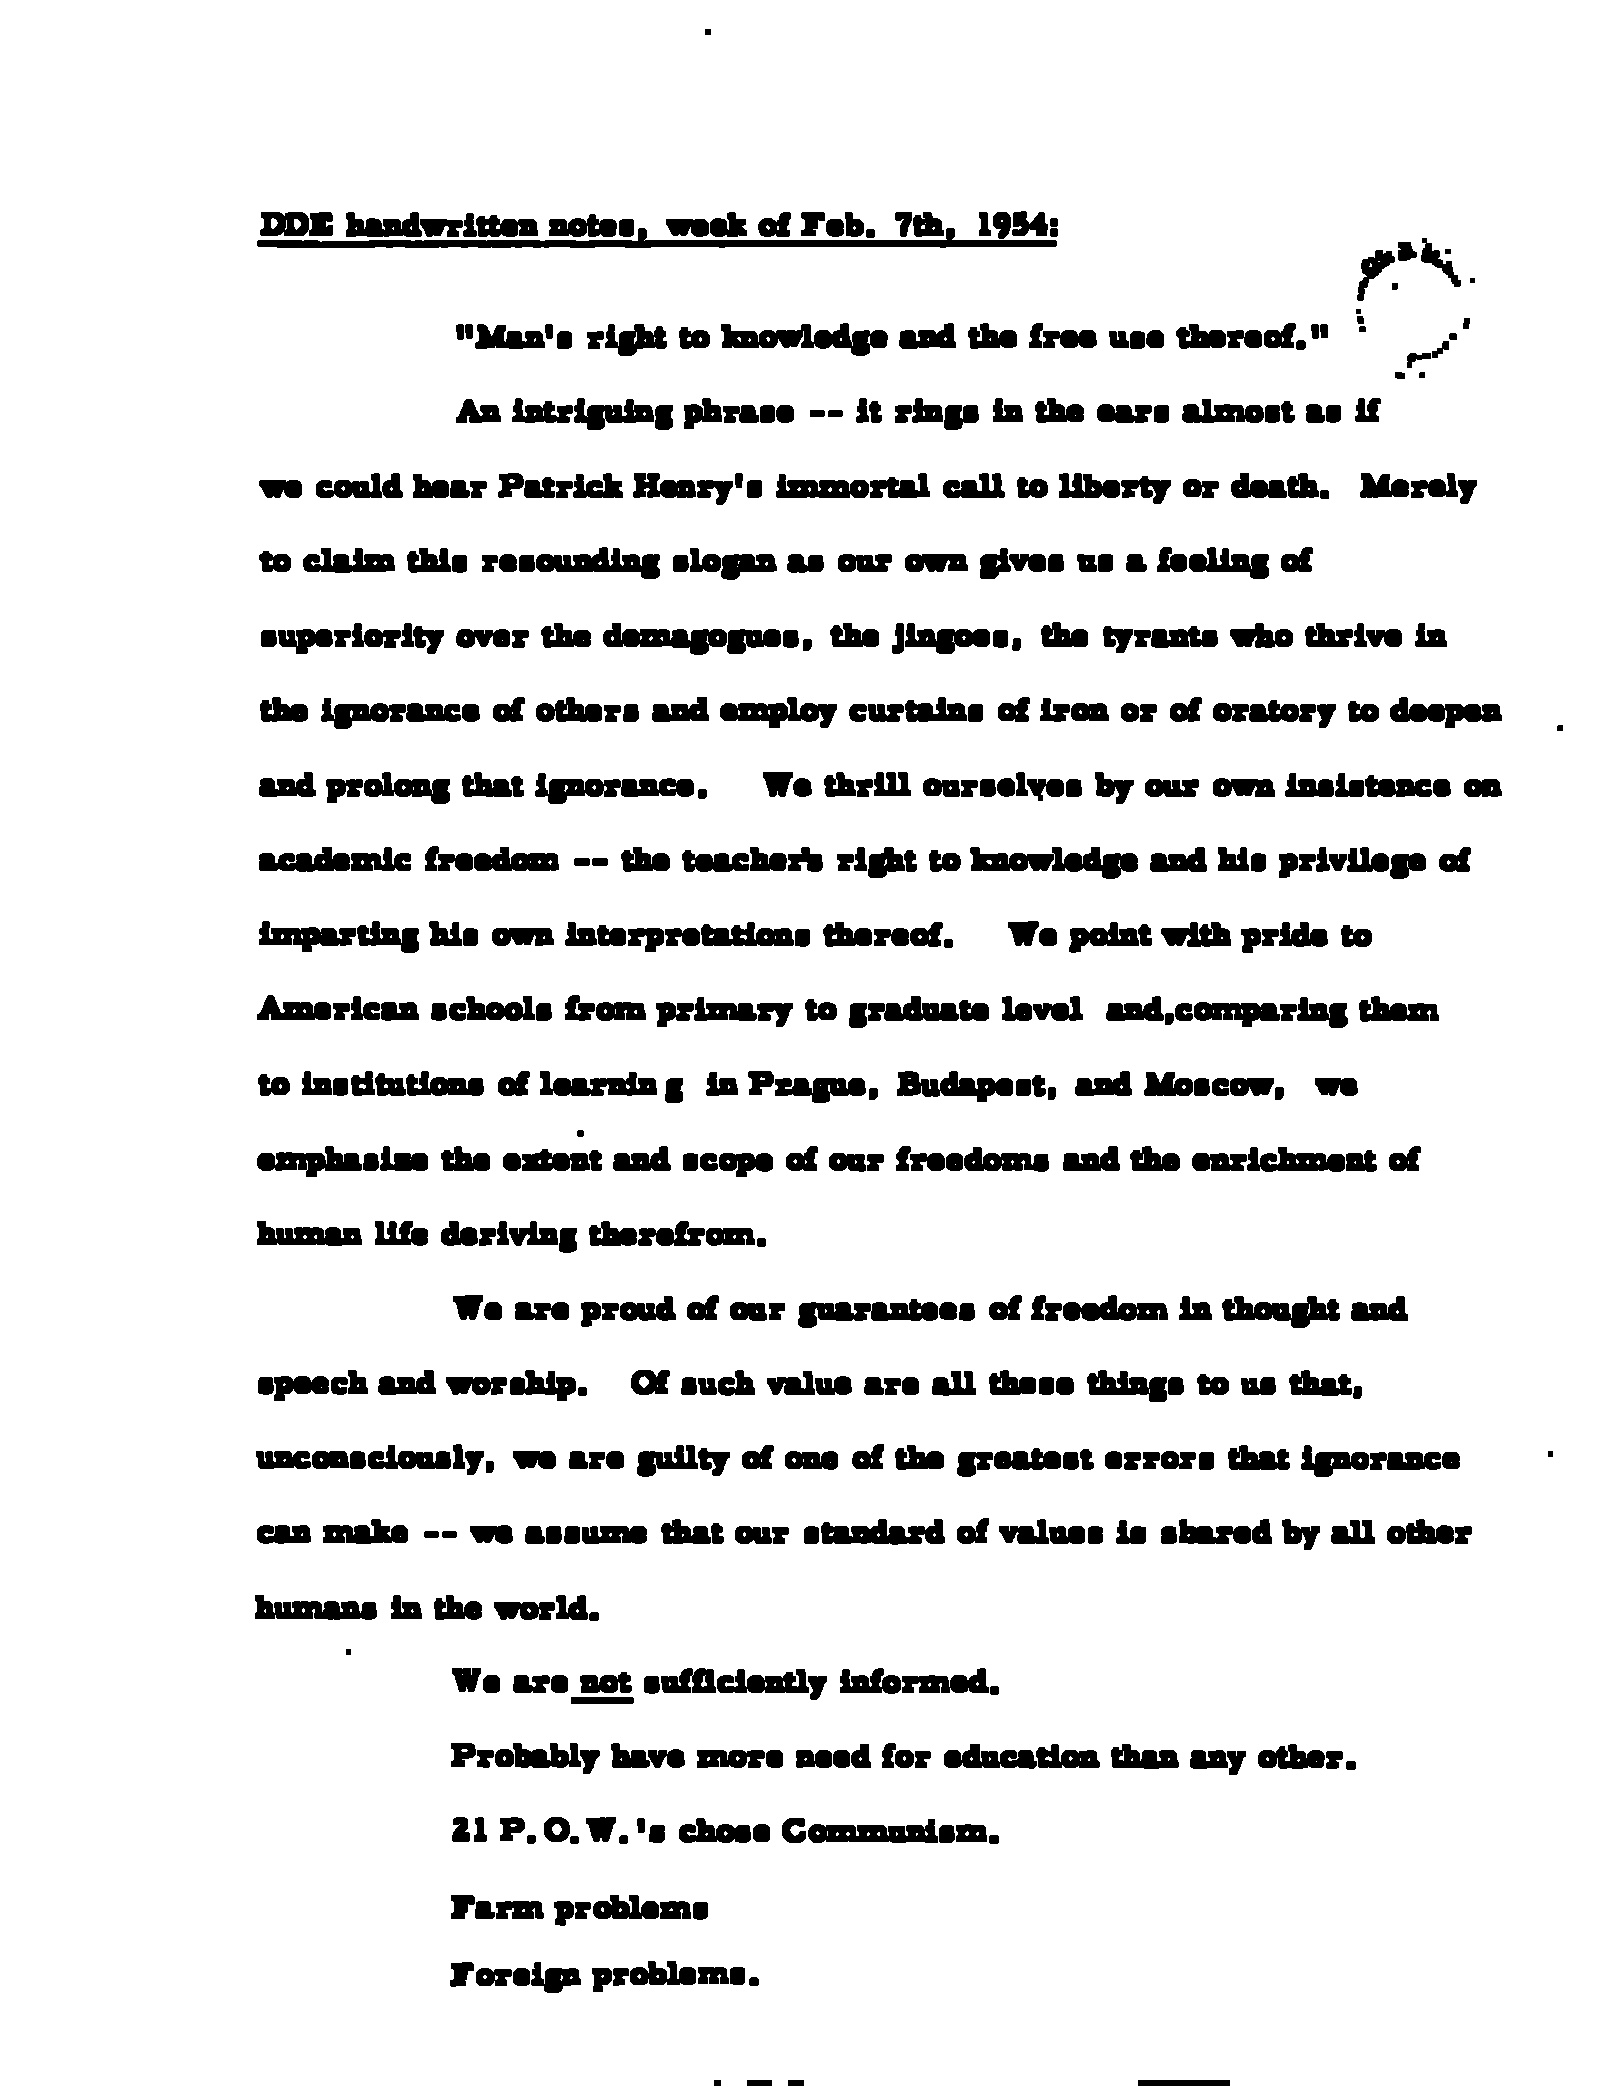 DDE handwritten notes, week of Feb. 7th, 1954:
"Man's right to knowledge and the free use thereof."
An intriguing phrase -- it rings in the ears almost as if
we could hear Patrick Henry's immortal call to liberty or death. Merely
to claim this resounding slogan as our own gives us a feeling of
superiority over the demagogues, the jingoes, the tyrants who thrive in
the ignorance of others and employ curtains of iron or of oratory to deepen
and prolong that ignorance. We thrill ourselves by our own insistence on
academic freedom -- the teacher's right to knowledge and his privilege of
imparting his own interpretations thereof. We point with pride to
American schools from primary to graduate level and,comparing them
to institutions of learnin g in Prague, Budapest, and Moscow, we
emphasize the extent and scope of our freedoms and the enrichment of
human life deriving therefrom.
We are proud of our guarantees of freedom in thought and
speech and worship. Of such value are all these things to us that,
unconsciously, we are guilty of one of the greatest errors that ignorance
can make -- we assume that our standard of values is shared by all other
humans in the world.
We are not sufficiently informed.
Probably have more need for education than any other.
21 P.O.W.'s chose Communism.
Farm problems
Foreign problems.